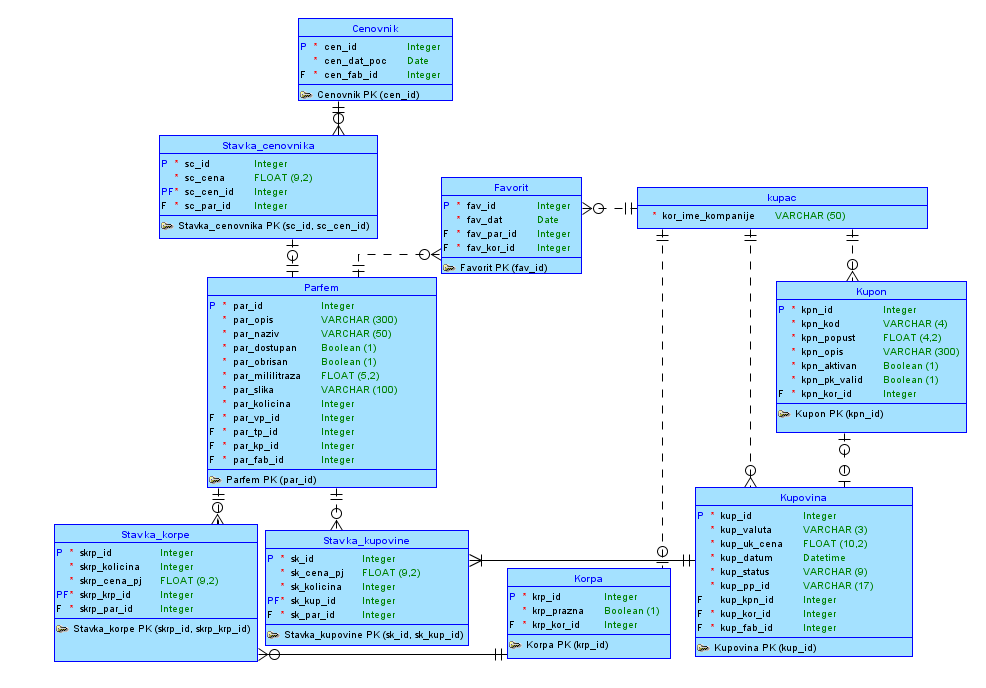 Cenovnik
P * cen_id Integer
* cen_dat_poc Date
F * cen_fab_id Integer
Cenovnik PK (cen_id)
Stavka_cenovnika
P * sc_id Integer
* sc_cena FLOAT (9,2)
PF* sc_cen_id Integer
F * sc_par_id Integer
Stavka_cenovnika PK (sc_id, sc_cen_id)
Favorit
P * fav_id Integer
* fav_dat Date
F * fav_par_id Integer
F * fav_kor_id Integer
Favorit PK (fav_id)
kupac
* kor_ime_kompanije VARCHAR (50)
Parfem
P * par_id Integer
* par_opis VARCHAR (300)
* par_naziv VARCHAR (50)
* par_dostupan Boolean (1)
* par_obrisan Boolean (1)
* par_mililitraza FLOAT (5,2)
* par_slika VARCHAR (100)
* par_kolicina Integer
F * par_vp_id Integer
F * par_tp_id Integer
F * par_kp_id Integer
F * par_fab_id Integer
Parfem PK (par_id)
Kupon
P * kpn_id Integer
* kpn_kod VARCHAR (4)
* kpn_popust FLOAT (4,2)
* kpn_opis VARCHAR (300)
* kpn_aktivan Boolean (1)
* kpn_pk_valid Boolean (1)
F * kpn_kor_id Integer
Kupon PK (kpn_id)
Stavka_korpe
P * skrp_id Integer
* skrp_kolicina Integer
* skrp_cena_pj FLOAT (9,2)
PF* skrp_krp_id Integer
F * skrp_par_id Integer
Stavka_korpe PK (skrp_id, skrp_krp_id)
Stavka_kupovine
P * sk_id Integer
* sk_cena_pj FLOAT (9,2)
* sk_kolicina Integer
PF* sk_kup_id Integer
F * sk_par_id Integer
Stavka_kupovine PK (sk_id, sk_kup_id)
Korpa
P * krp_id Integer
* krp_prazna Boolean (1)
F * krp_kor_id Integer
Korpa PK (krp_id)
Kupovina
P * kup_id Integer
* kup_valuta VARCHAR (3)
* kup_uk_cena FLOAT (10,2)
* kup_datum Datetime
* kup_status VARCHAR (9)
* kup_pp_id VARCHAR (17)
F kup_kpn_id Integer
F * kup_kor_id Integer
F * kup_fab_id Integer
Kupovina PK (kup_id)